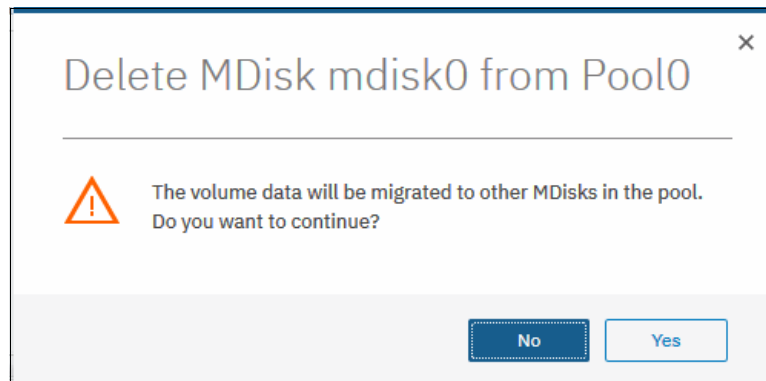 Delete MDisk mdisk0 from Pool0
The volume data will be migrated to other MDisks in the pool.
Do you want to continue?
No
Yes